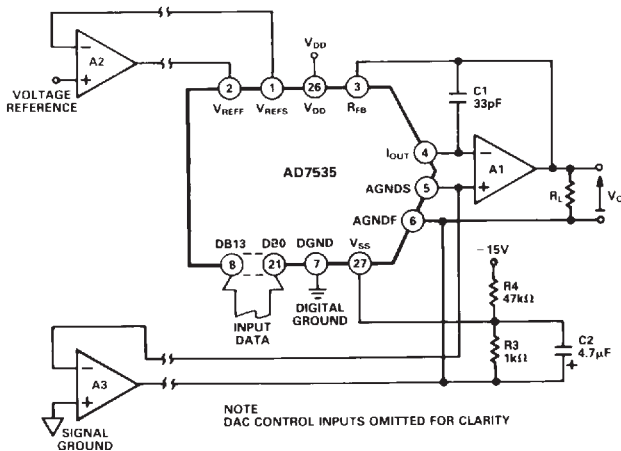 A2
VOLTAGE
REFERENCE
VDD
2
1
26
3
VREFF
VREFS
VDD
RFB
C1
33pF
IOUT
4
AD7535
A1
AGNDS
5
RL
VO
AGNDF
6
DB13
DB0
DGND
VSS
8
21
7
27
–15V
DIGITAL
GROUND
INPUT
DATA
R4
47kΩ
R3
1kΩ
C2
4.7μF
A3
SIGNAL
GROUND
NOTE
DAC CONTROL INPUTS OMITTED FOR CLARITY